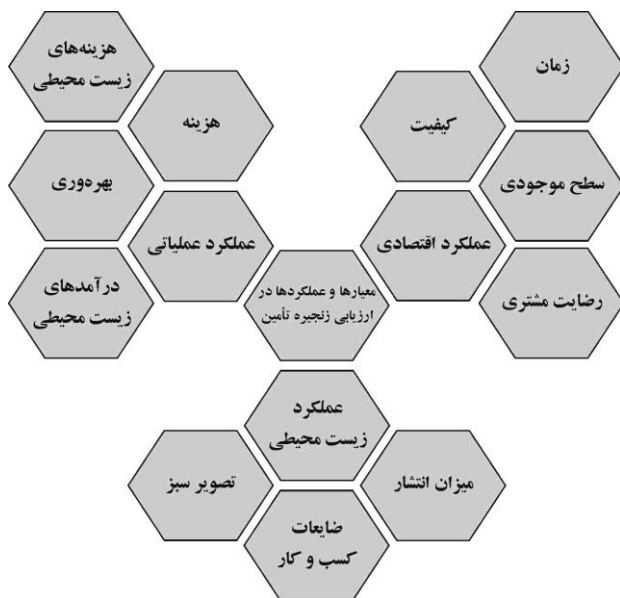 زمان
کیفیت
سطح موجودی
عملکرد اقتصادی
رضایت مشتری
هزینه‌های
زیست محیطی
هزینه
بهره‌وری
عملکرد عملیاتی
درآمدهای
زیست محیطی
معیارها و عملکردها در
ارزیابی زنجیره تأمین
عملکرد
زیست محیطی
میزان انتشار
تصویر سبز
ضایعات
کسب و کار